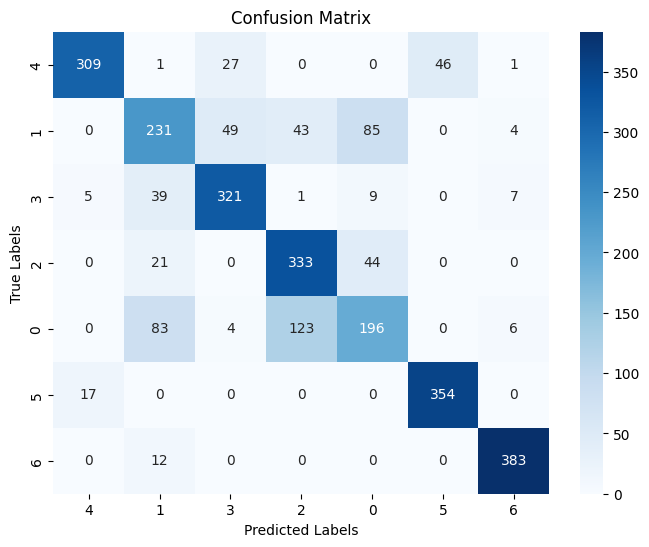 Confusion Matrix
True Labels
4 309 1 27 0 0 46 1
1 0 231 49 43 85 0 4
3 5 39 321 1 9 0 7
2 0 21 0 333 44 0 0
0 0 83 4 123 196 0 6
5 17 0 0 0 0 354 0
6 0 12 0 0 0 0 383
4 1 3 2 0 5 6
Predicted Labels
350
300
250
200
150
100
50
0